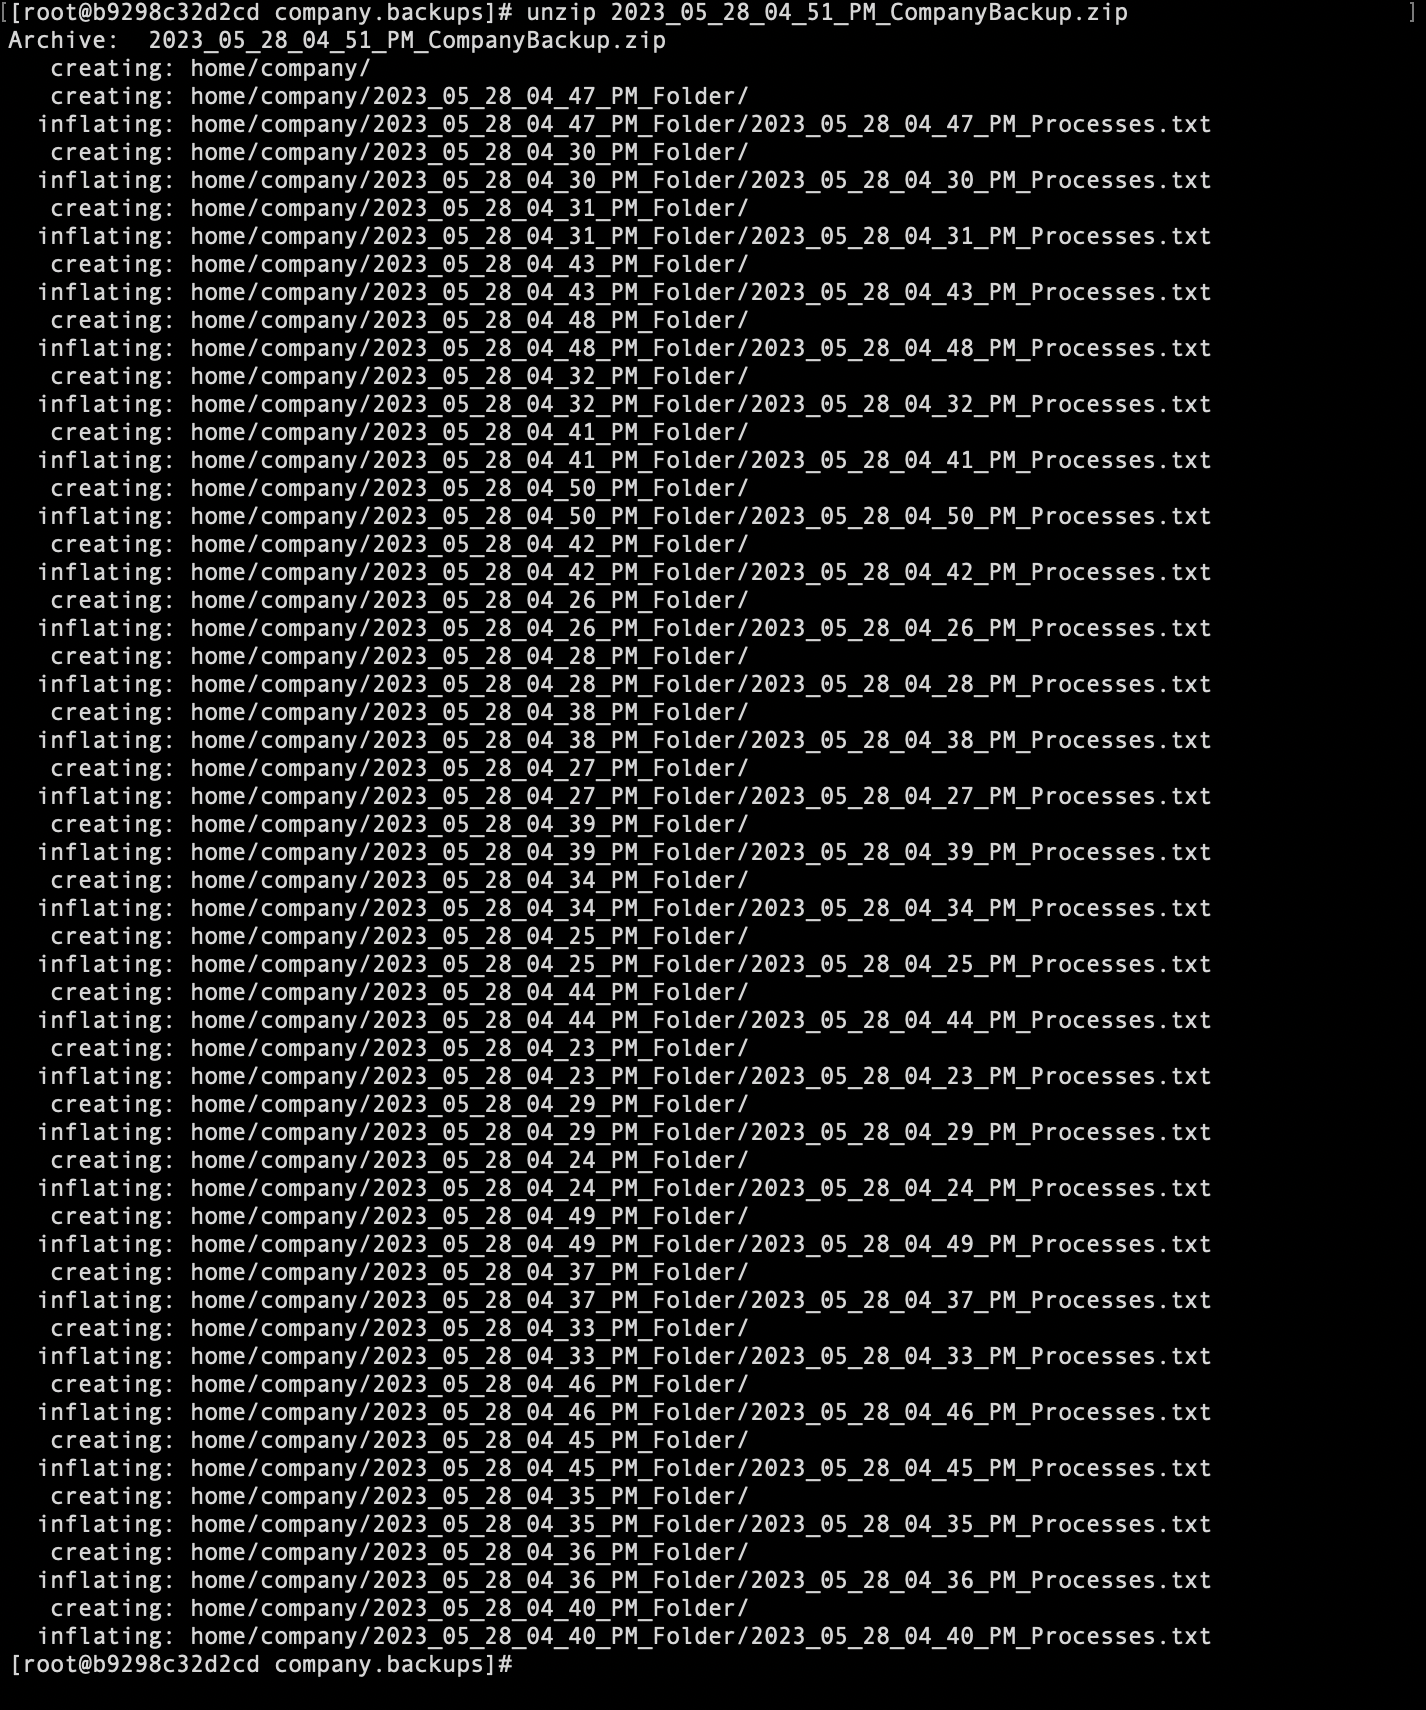 [[root@b9298c32d2cd company.backups]# unzip 2023_05_28_04_51_PM_CompanyBackup.zip ]
Archive:  2023_05_28_04_51_PM_CompanyBackup.zip
   creating: home/company/
   creating: home/company/2023_05_28_04_47_PM_Folder/
  inflating: home/company/2023_05_28_04_47_PM_Folder/2023_05_28_04_47_PM_Processes.txt
   creating: home/company/2023_05_28_04_30_PM_Folder/
  inflating: home/company/2023_05_28_04_30_PM_Folder/2023_05_28_04_30_PM_Processes.txt
   creating: home/company/2023_05_28_04_31_PM_Folder/
  inflating: home/company/2023_05_28_04_31_PM_Folder/2023_05_28_04_31_PM_Processes.txt
   creating: home/company/2023_05_28_04_43_PM_Folder/
  inflating: home/company/2023_05_28_04_43_PM_Folder/2023_05_28_04_43_PM_Processes.txt
   creating: home/company/2023_05_28_04_48_PM_Folder/
  inflating: home/company/2023_05_28_04_48_PM_Folder/2023_05_28_04_48_PM_Processes.txt
   creating: home/company/2023_05_28_04_32_PM_Folder/
  inflating: home/company/2023_05_28_04_32_PM_Folder/2023_05_28_04_32_PM_Processes.txt
   creating: home/company/2023_05_28_04_41_PM_Folder/
  inflating: home/company/2023_05_28_04_41_PM_Folder/2023_05_28_04_41_PM_Processes.txt
   creating: home/company/2023_05_28_04_50_PM_Folder/
  inflating: home/company/2023_05_28_04_50_PM_Folder/2023_05_28_04_50_PM_Processes.txt
   creating: home/company/2023_05_28_04_42_PM_Folder/
  inflating: home/company/2023_05_28_04_42_PM_Folder/2023_05_28_04_42_PM_Processes.txt
   creating: home/company/2023_05_28_04_26_PM_Folder/
  inflating: home/company/2023_05_28_04_26_PM_Folder/2023_05_28_04_26_PM_Processes.txt
   creating: home/company/2023_05_28_04_28_PM_Folder/
  inflating: home/company/2023_05_28_04_28_PM_Folder/2023_05_28_04_28_PM_Processes.txt
   creating: home/company/2023_05_28_04_38_PM_Folder/
  inflating: home/company/2023_05_28_04_38_PM_Folder/2023_05_28_04_38_PM_Processes.txt
   creating: home/company/2023_05_28_04_27_PM_Folder/
  inflating: home/company/2023_05_28_04_27_PM_Folder/2023_05_28_04_27_PM_Processes.txt
   creating: home/company/2023_05_28_04_39_PM_Folder/
  inflating: home/company/2023_05_28_04_39_PM_Folder/2023_05_28_04_39_PM_Processes.txt
   creating: home/company/2023_05_28_04_34_PM_Folder/
  inflating: home/company/2023_05_28_04_34_PM_Folder/2023_05_28_04_34_PM_Processes.txt
   creating: home/company/2023_05_28_04_25_PM_Folder/
  inflating: home/company/2023_05_28_04_25_PM_Folder/2023_05_28_04_25_PM_Processes.txt
   creating: home/company/2023_05_28_04_44_PM_Folder/
  inflating: home/company/2023_05_28_04_44_PM_Folder/2023_05_28_04_44_PM_Processes.txt
   creating: home/company/2023_05_28_04_23_PM_Folder/
  inflating: home/company/2023_05_28_04_23_PM_Folder/2023_05_28_04_23_PM_Processes.txt
   creating: home/company/2023_05_28_04_29_PM_Folder/
  inflating: home/company/2023_05_28_04_29_PM_Folder/2023_05_28_04_29_PM_Processes.txt
   creating: home/company/2023_05_28_04_24_PM_Folder/
  inflating: home/company/2023_05_28_04_24_PM_Folder/2023_05_28_04_24_PM_Processes.txt
   creating: home/company/2023_05_28_04_49_PM_Folder/
  inflating: home/company/2023_05_28_04_49_PM_Folder/2023_05_28_04_49_PM_Processes.txt
   creating: home/company/2023_05_28_04_37_PM_Folder/
  inflating: home/company/2023_05_28_04_37_PM_Folder/2023_05_28_04_37_PM_Processes.txt
   creating: home/company/2023_05_28_04_33_PM_Folder/
  inflating: home/company/2023_05_28_04_33_PM_Folder/2023_05_28_04_33_PM_Processes.txt
   creating: home/company/2023_05_28_04_46_PM_Folder/
  inflating: home/company/2023_05_28_04_46_PM_Folder/2023_05_28_04_46_PM_Processes.txt
   creating: home/company/2023_05_28_04_45_PM_Folder/
  inflating: home/company/2023_05_28_04_45_PM_Folder/2023_05_28_04_45_PM_Processes.txt
   creating: home/company/2023_05_28_04_35_PM_Folder/
  inflating: home/company/2023_05_28_04_35_PM_Folder/2023_05_28_04_35_PM_Processes.txt
   creating: home/company/2023_05_28_04_36_PM_Folder/
  inflating: home/company/2023_05_28_04_36_PM_Folder/2023_05_28_04_36_PM_Processes.txt
   creating: home/company/2023_05_28_04_40_PM_Folder/
  inflating: home/company/2023_05_28_04_40_PM_Folder/2023_05_28_04_40_PM_Processes.txt
[root@b9298c32d2cd company.backups]#